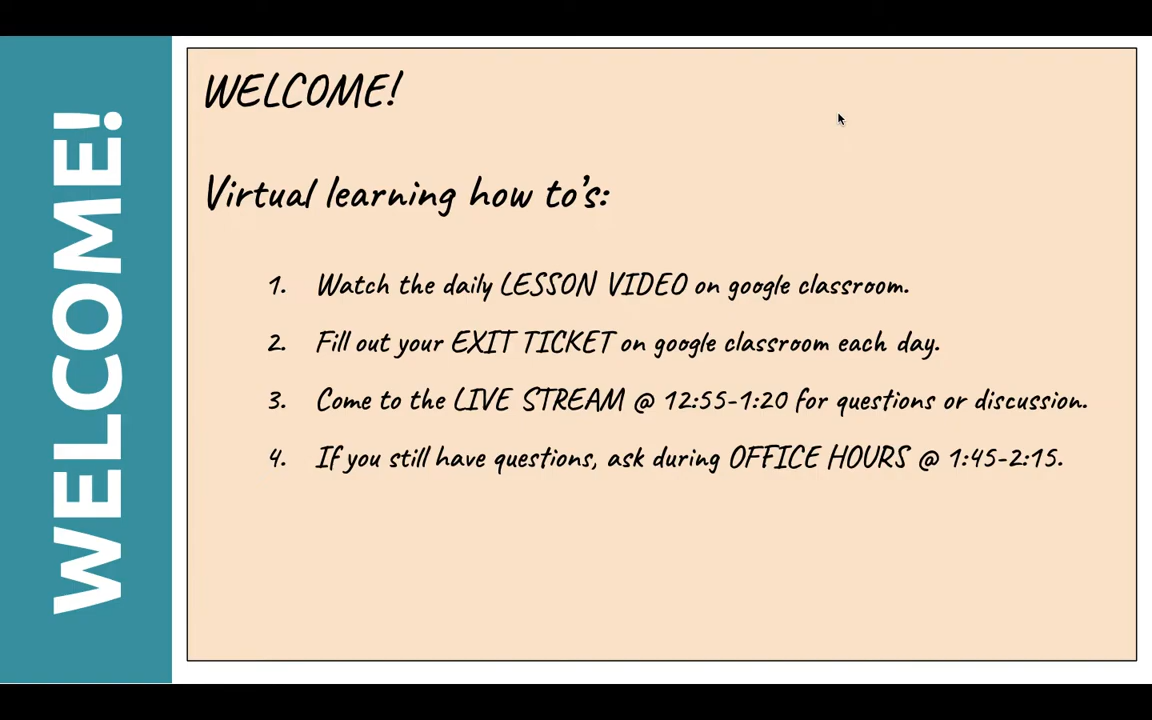 WELCOME!
WELCOME!
Virtual learning how to's:
1. Watch the daily LESSON VIDEO on google classroom.
2. Fill out your EXIT TICKET on google classroom each day.
3. Come to the LIVE STREAM @ 12:55-1:20 for questions or discussion.
4. If you still have questions, ask during OFFICE HOURS @ 1:45-2:15.